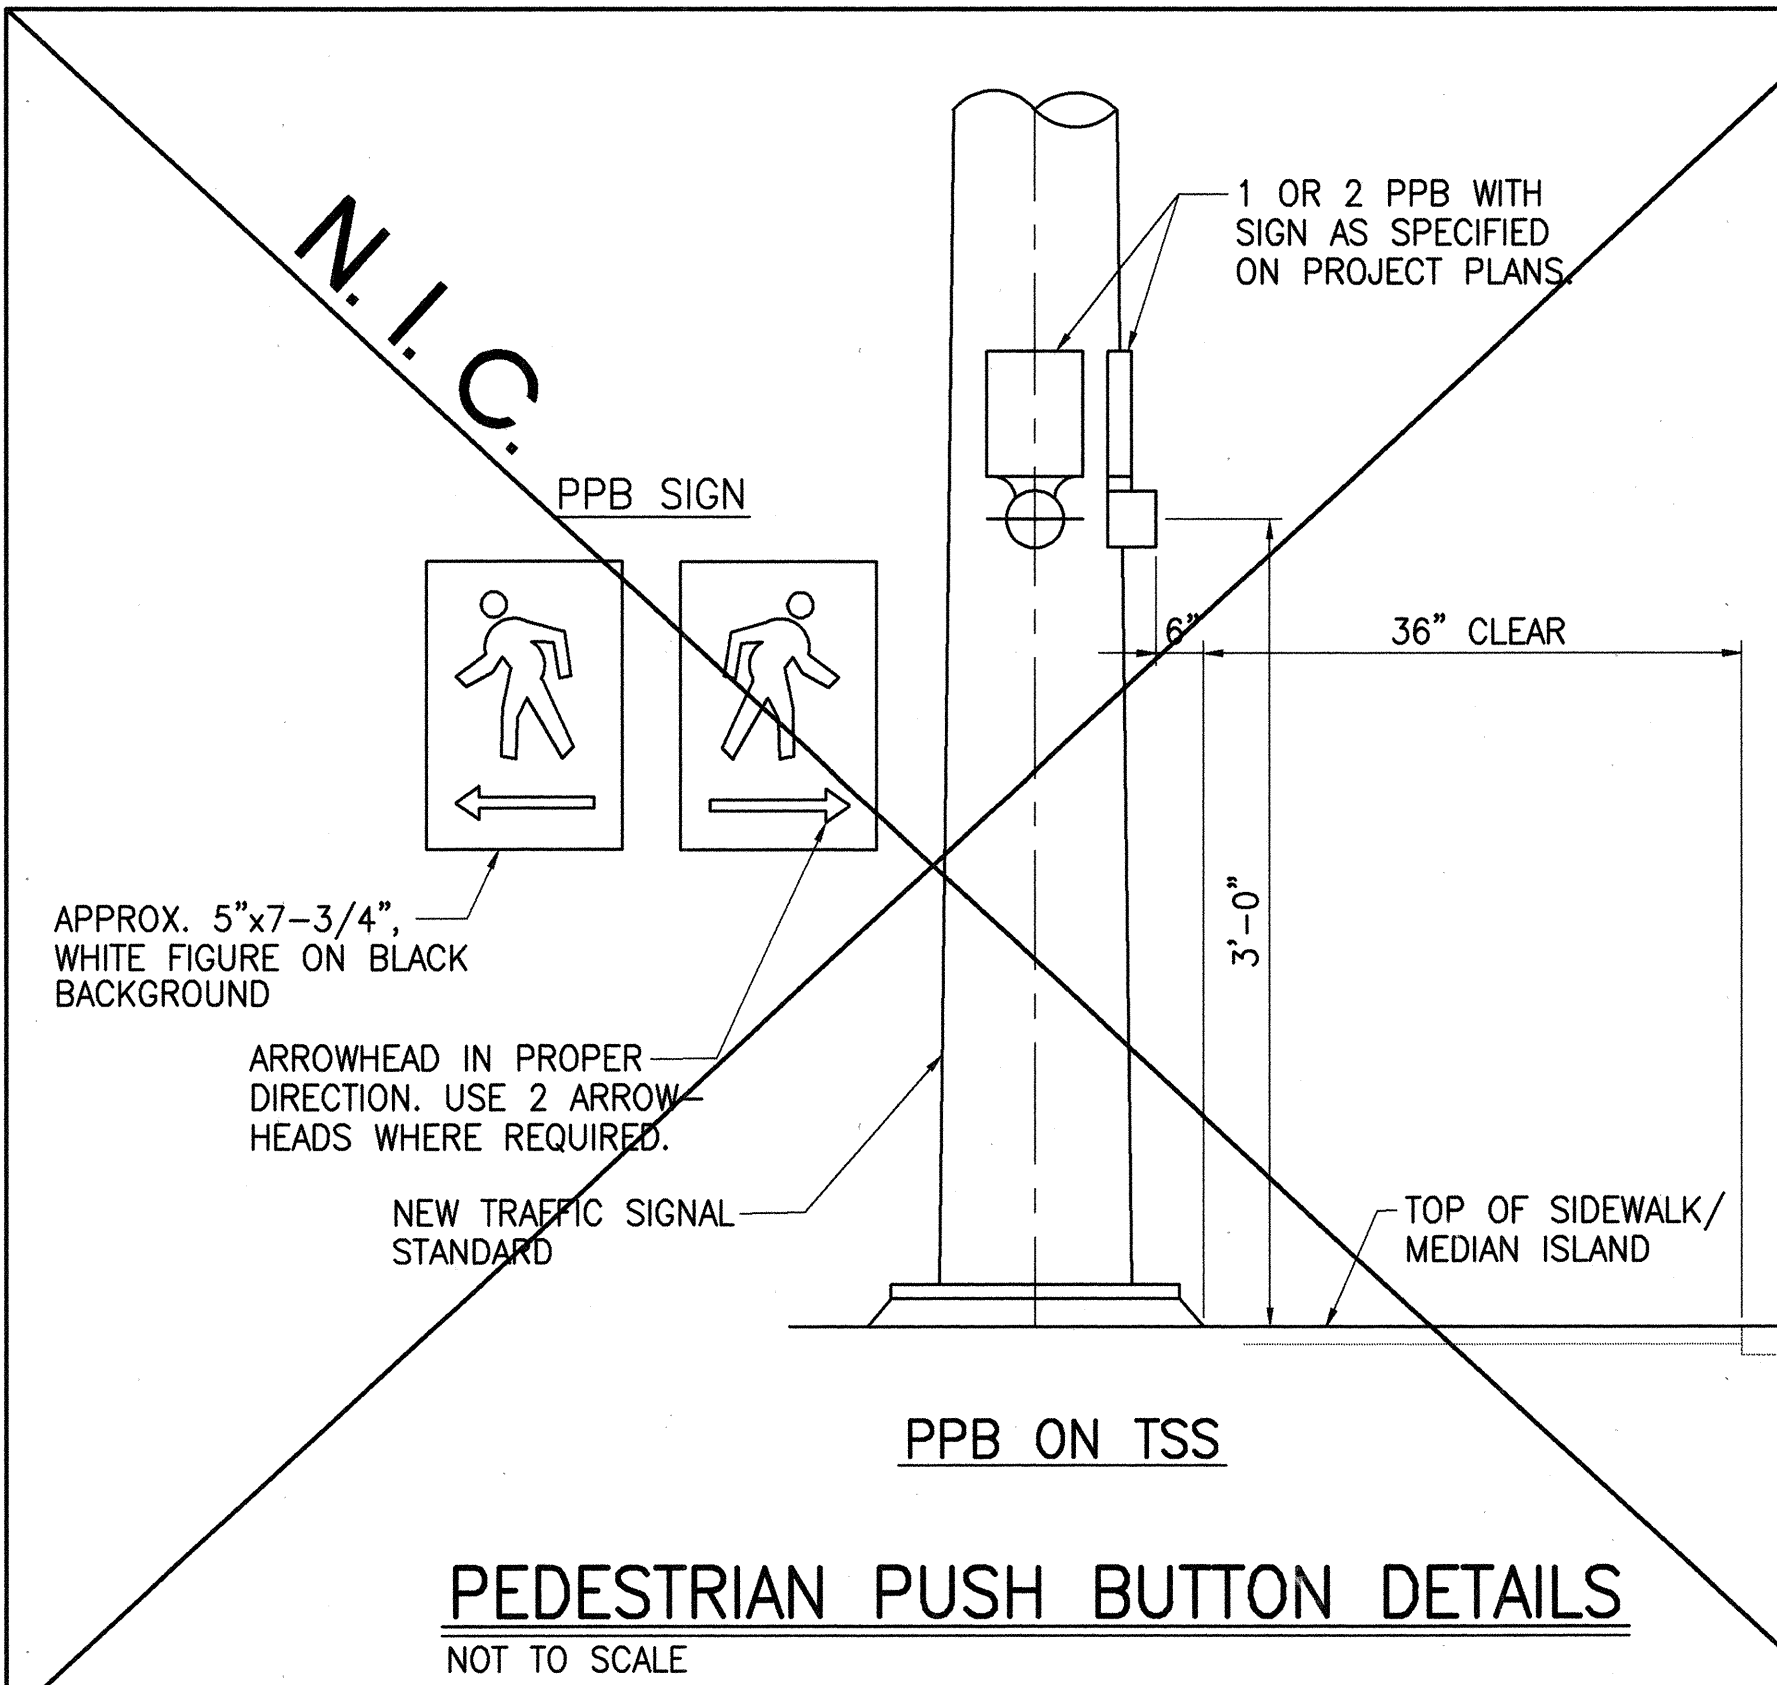 N. I. C.
1 OR 2 PPB WITH
SIGN AS SPECIFIED
ON PROJECT PLANS.
PPB SIGN
6"
36" CLEAR
3'-0"
APPROX. 5"x7-3/4",
WHITE FIGURE ON BLACK
BACKGROUND
ARROWHEAD IN PROPER
DIRECTION. USE 2 ARROW-
HEADS WHERE REQUIRED.
NEW TRAFFIC SIGNAL
STANDARD
TOP OF SIDEWALK/
MEDIAN ISLAND
PPB ON TSS
PEDESTRIAN PUSH BUTTON DETAILS
NOT TO SCALE